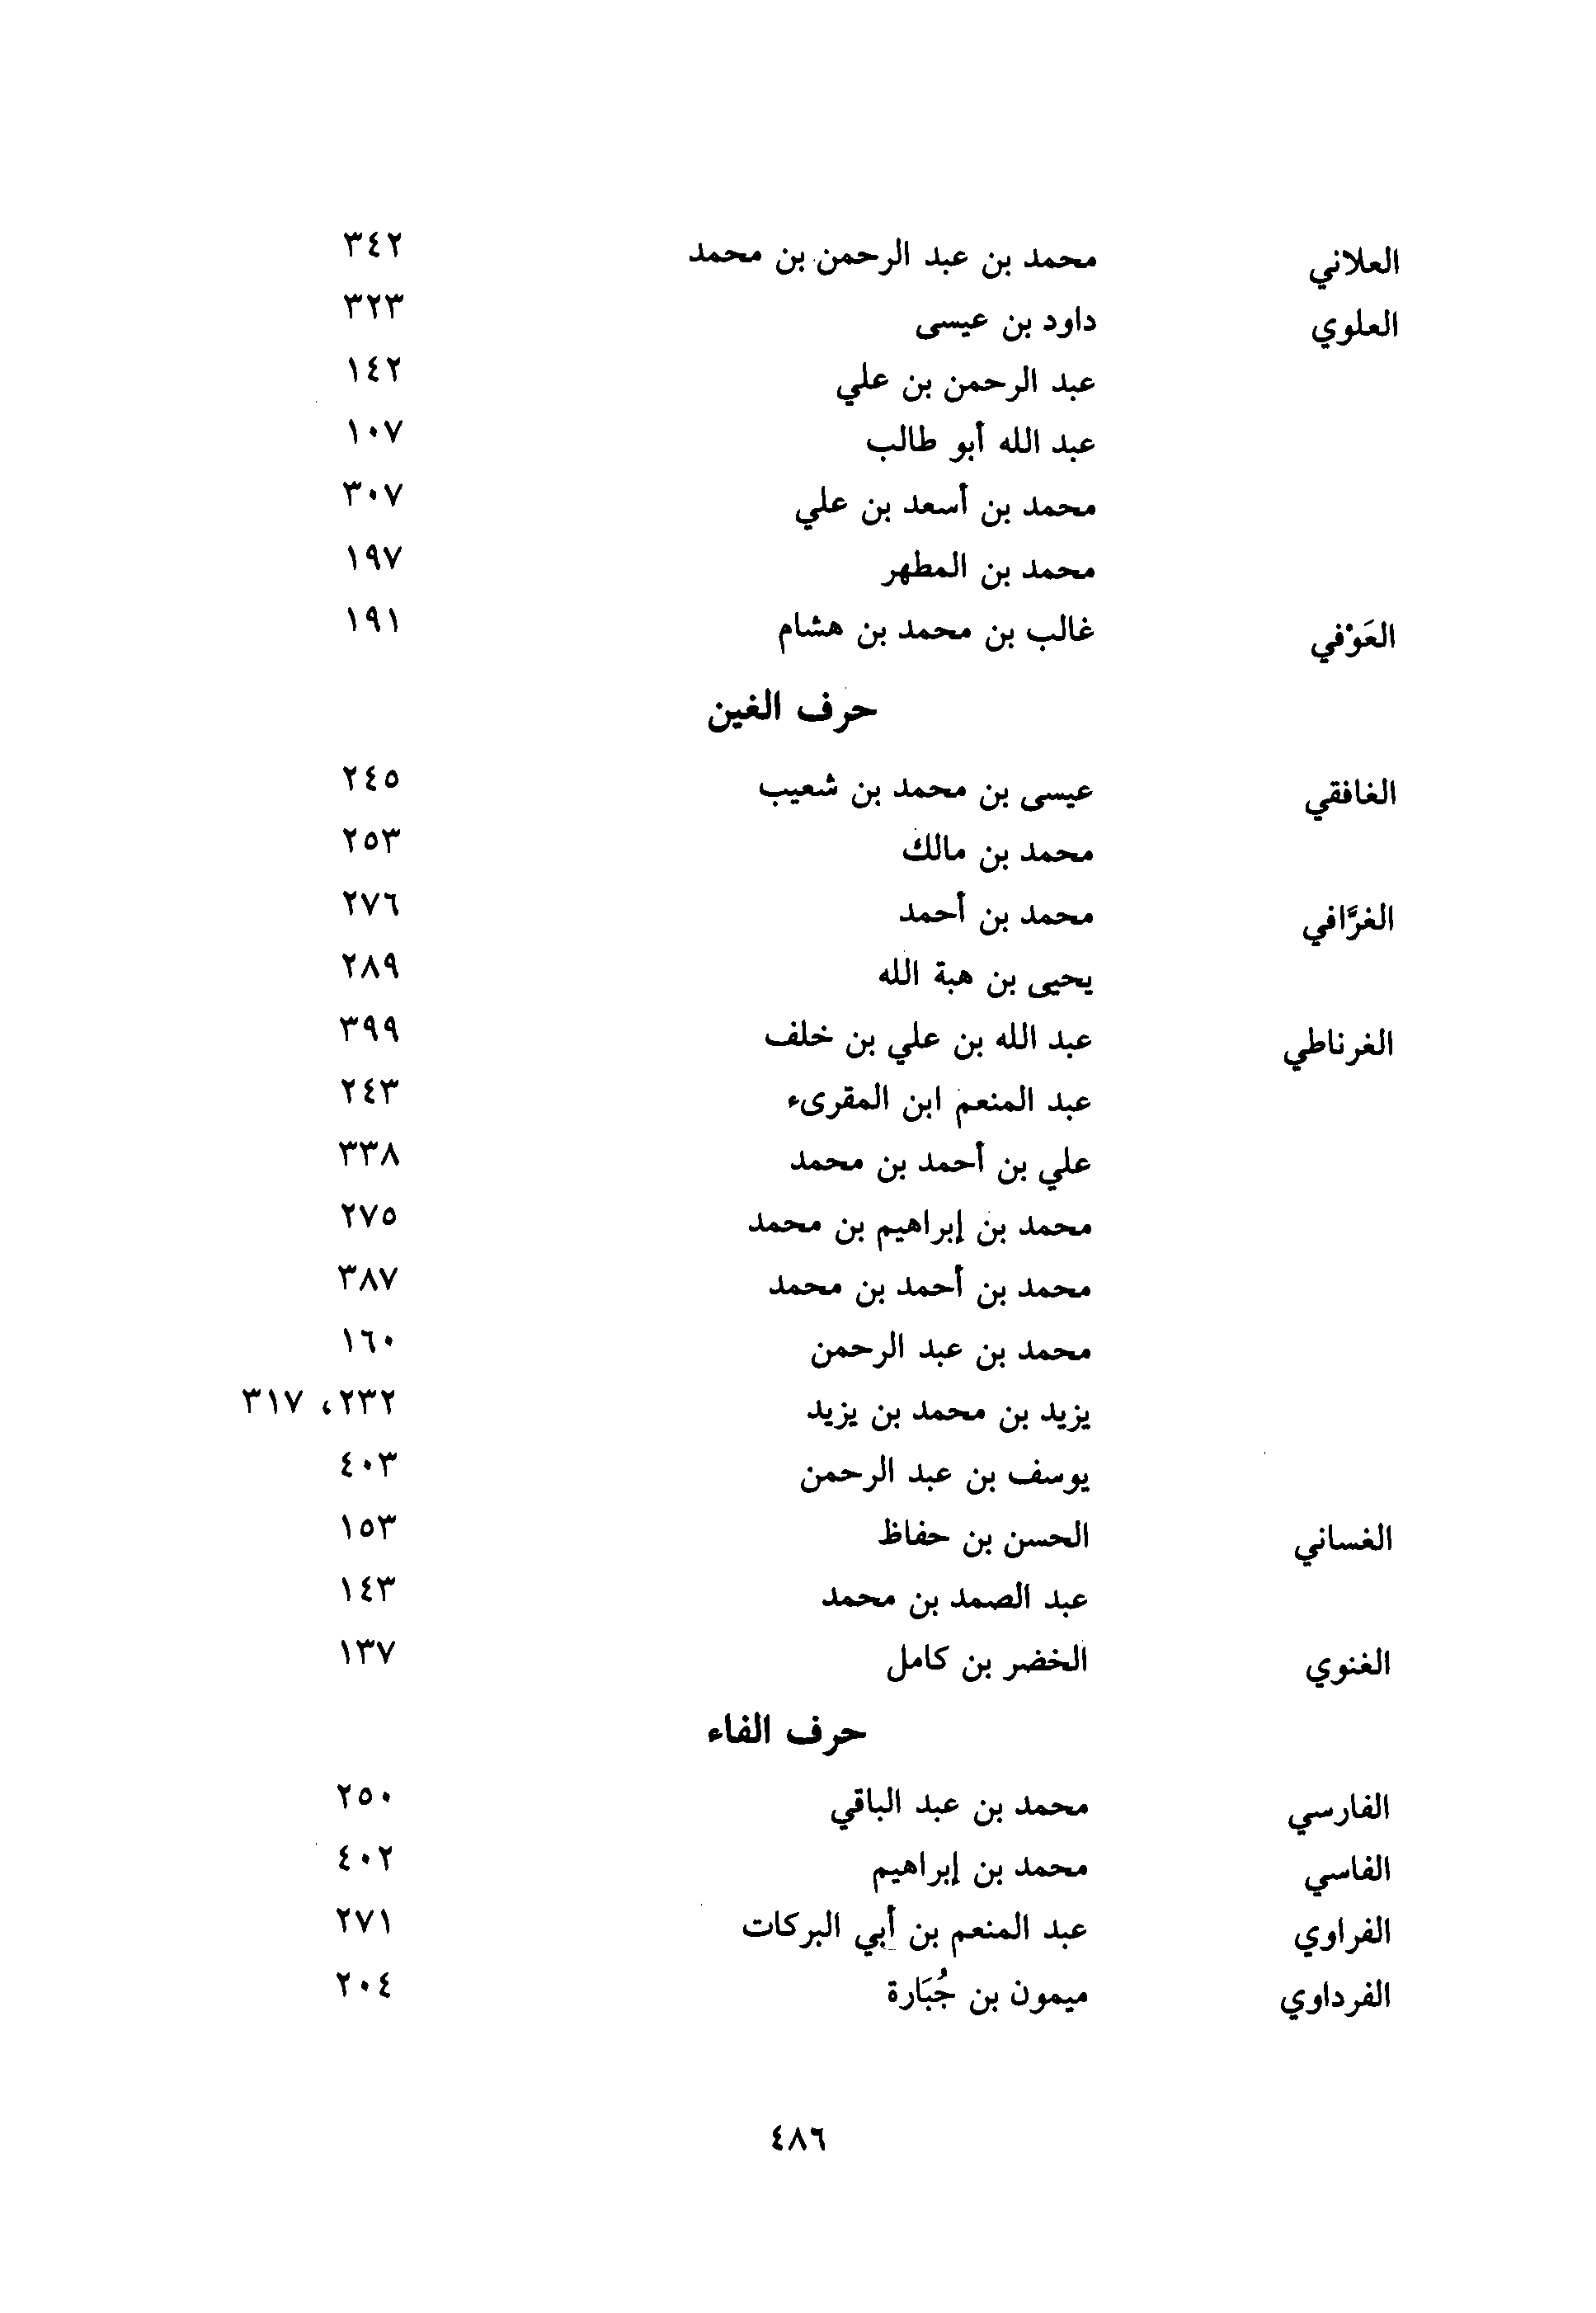 العلاني محمد بن عبد الرحمن بن محمد ٣٤٢
العلوي داود بن عيسى ٣٢٣
عبد الرحمن بن علي ١٤٢
عبد الله أبو طالب ١٠٧
محمد بن أسعد بن علي ٣٠٧
محمد بن المطهر ١٩٧
العَوْفي غالب بن محمد بن هشام ١٩١
حرف الغين
الغافقي عيسى بن محمد بن شعيب ٢٤٥
محمد بن مالك ٢٥٣
الغرَّافي محمد بن أحمد ٢٧٦
يحيى بن هبة الله ٢٨٩
الغرناطي عبد الله بن علي بن خلف ٣٩٩
عبد المنعم ابن المقرىء ٢٤٣
علي بن أحمد بن محمد ٣٣٨
محمد بن إبراهيم بن محمد ٢٧٥
محمد بن أحمد بن محمد ٣٨٧
محمد بن عبد الرحمن ١٦٠
يزيد بن محمد بن يزيد ٢٣٢، ٣١٧
يوسف بن عبد الرحمن ٤٠٣
الغساني الحسن بن حفاظ ١٥٣
عبد الصمد بن محمد ١٤٣
الغنوي الخضر بن كامل ١٣٧
حرف الفاء
الفارسي محمد بن عبد الباقي ٢٥٠
الفاسي محمد بن إبراهيم ٤٠٢
الفراوي عبد المنعم بن أبي البركات ٢٧١
الفرداوي ميمون بن جُبَارة ٢٠٤
٤٨٦